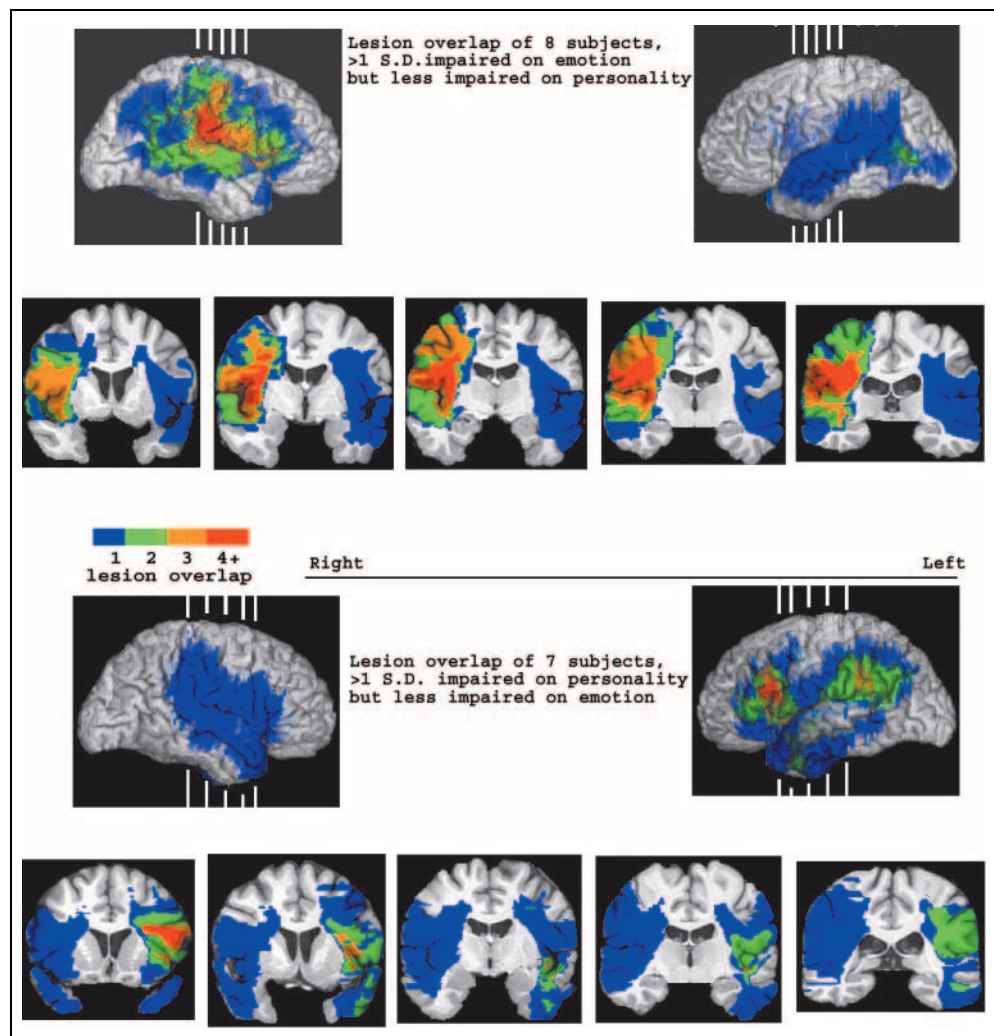 Lesion overlap of 8 subjects,
>1 S.D.impaired on emotion
but less impaired on personality
1 2 3 4+
lesion overlap
Right
Left
Lesion overlap of 7 subjects,
>1 S.D. impaired on personality
but less impaired on emotion